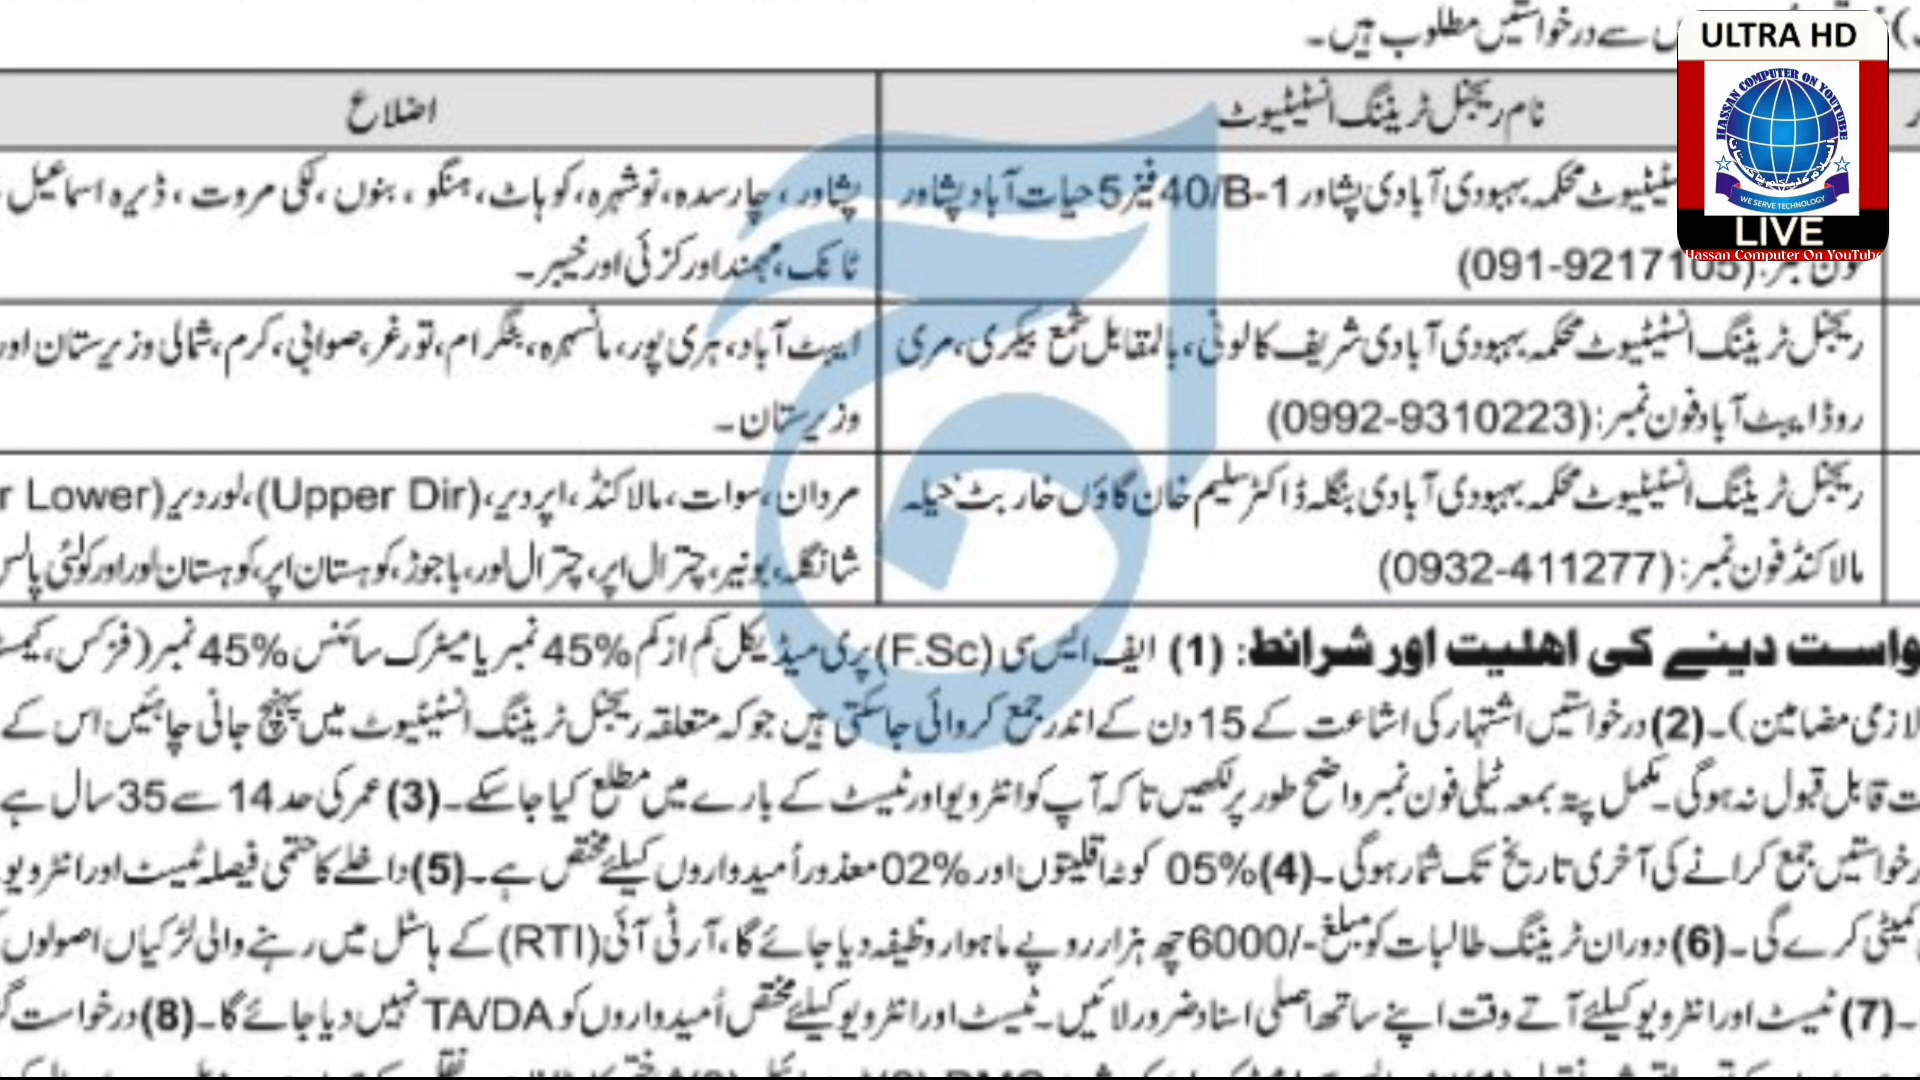 سے درخواستیں مطلوب ہیں۔
نام ریجنل ٹریننگ انسٹیٹیوٹ
اضلاع
محکمہ بہبودی آبادی پشاور 40/B-1 فیز 5 حیات آباد پشاور
فون نمبر: (091-9217105)
پشاور، چارسدہ، نوشہرہ، کوہاٹ، ہنگو، بنوں، لکی مروت، ڈیرہ اسماعیل
ٹانک، مہمند اورکزئی اور خیبر۔
ریجنل ٹریننگ انسٹیٹیوٹ محکمہ بہبودی آبادی شریف کالونی، بالمقابل شمع بیکری، مری
روڈ ایبٹ آباد فون نمبر: (0992-9310223)
ایبٹ آباد، ہری پور، مانسہرہ، بٹگرام، تورغر، صوابی، کرم، شمالی وزیرستان اور
وزیرستان۔
ریجنل ٹریننگ انسٹیٹیوٹ محکمہ بہبودی آبادی بنگلہ ڈاکٹر سلیم خان گاؤں خار بٹ خیلہ
مالاکنڈ فون نمبر: (0932-411277)
مردان، سوات، مالاکنڈ، اپردیر، (Upper Dir)، لوردیر (r Lower
شانگلہ، بونیر، چترال اپر، چترال لور، باجوڑ، کوہستان اپر، کوہستان لور اور کولئی پالس
واست دینے کی اہلیت اور شرائط: (1) ایف ایس سی (F.Sc) پری میڈیکل کم از کم 45% نمبر یا میٹرک سائنس 45% نمبر (فزکس، کیمسٹ
لازمی مضامین)۔ (2) درخواستیں اشتہار کی اشاعت کے 15 دن کے اندر جمع کروائی جاسکتی ہیں جو کہ متعلقہ ریجنل ٹریننگ انسٹیٹیوٹ میں پہنچ جانی چاہئیں اس کے
ت قابل قبول نہ ہوگی۔ مکمل پتہ بمعہ ٹیلی فون نمبر واضح طور پر لکھیں تاکہ آپ کو انٹرویو اور ٹیسٹ کے بارے میں مطلع کیا جاسکے۔ (3) عمر کی حد 14 سے 35 سال ہے
رخواستیں جمع کرانے کی آخری تاریخ تک شمار ہوگی۔ (4) 05% کوٹہ اقلیتوں اور 02% معذور اُمیدواروں کیلئے مختص ہے۔ (5) داخلے کا حتمی فیصلہ ٹیسٹ اور انٹرویو
کمیٹی کرے گی۔ (6) دوران ٹریننگ طالبات کو مبلغ -/6000 چھ ہزار روپے ماہوار وظیفہ دیا جائے گا، آر ٹی آئی (RTI) کے ہاسٹل میں رہنے والی لڑکیاں اصولوں
۔ (7) ٹیسٹ اور انٹرویو کیلئے آتے وقت اپنے ساتھ اصلی اسناد ضرور لائیں۔ ٹیسٹ اور انٹرویو کیلئے مختص اُمیدواروں کو TA/DA نہیں دیا جائے گا۔ (8) درخواست
ULTRA HD
HASSAN COMPUTER ON YOUTUBE
WE SERVE TECHNOLOGY
LIVE
Hassan Computer On YouTube